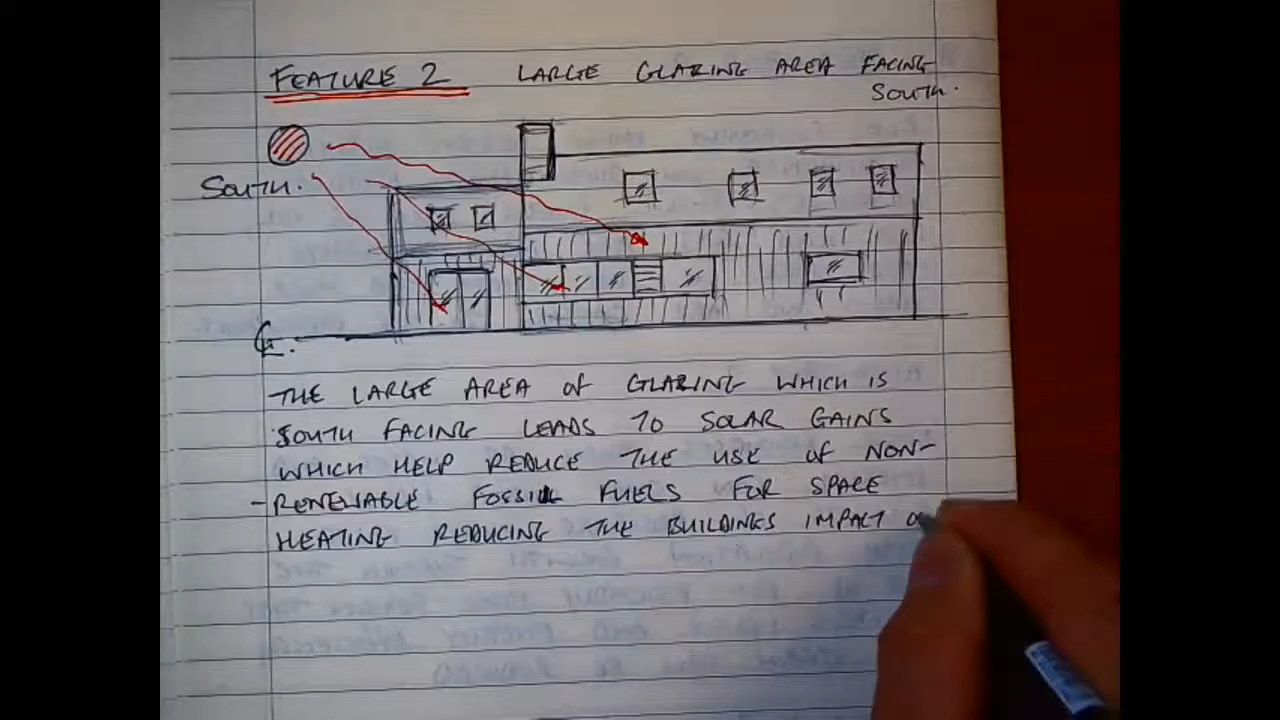 FEATURE 2 LARGE GLAZING AREA FACING
SOUTH.
SOUTH.
THE LARGE AREA OF GLAZING WHICH IS
SOUTH FACING LEADS TO SOLAR GAINS
WHICH HELP REDUCE THE USE OF NON-
-RENEWABLE FOSSIL FUELS FOR SPACE
HEATING REDUCING THE BUILDINGS IMPACT O